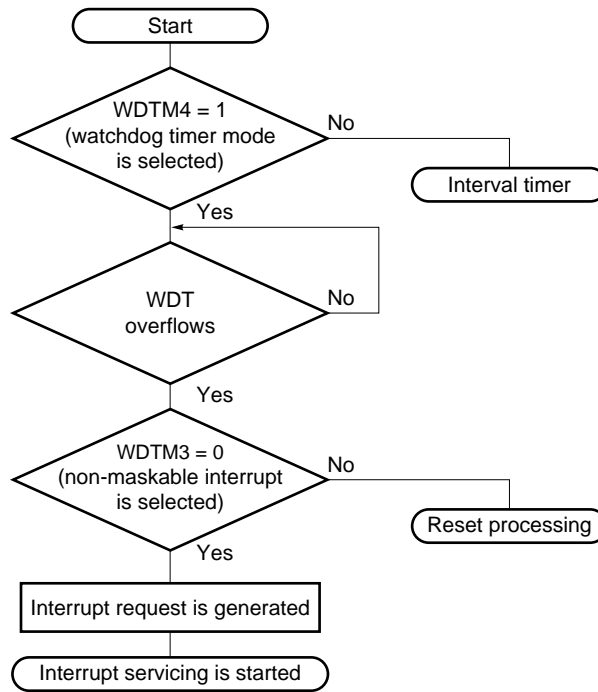 Start
WDTM4 = 1
(watchdog timer mode
is selected)
No
Interval timer
Yes
WDT
overflows
No
Yes
WDTM3 = 0
(non-maskable interrupt
is selected)
No
Reset processing
Yes
Interrupt request is generated
Interrupt servicing is started